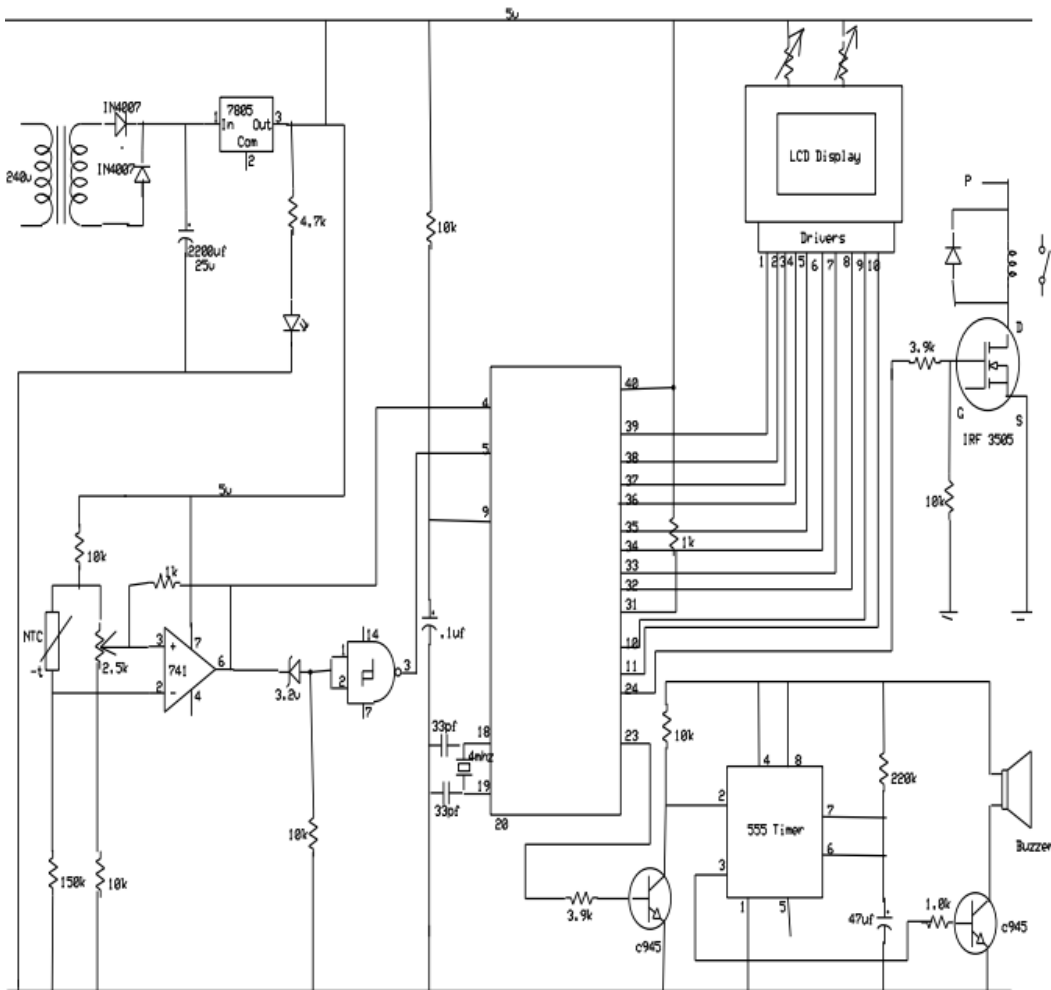 5v
IN4007
7805
1
3
In Out
Com
2
IN4007
240v
4.7k
2200uf
25v
10k
LCD Display
Drivers
1 2 3 4 5 6 7 8 9 10
P
3.9k
D
G
S
IRF 3505
10k
40
4
39
5
38
37
36
5v
9
35
10k
34
1k
33
1k
32
31
NTC
-t
2.5k
3
+
7
741
6
2
-
4
3.2v
14
1
2
3
7
.1uf
10
11
24
33pf
18
4mhz
19
33pf
20
23
10k
4
8
220k
2
7
555 Timer
6
3
1
5
Buzzer
10k
150k
10k
3.9k
c945
47uf
1.0k
c945